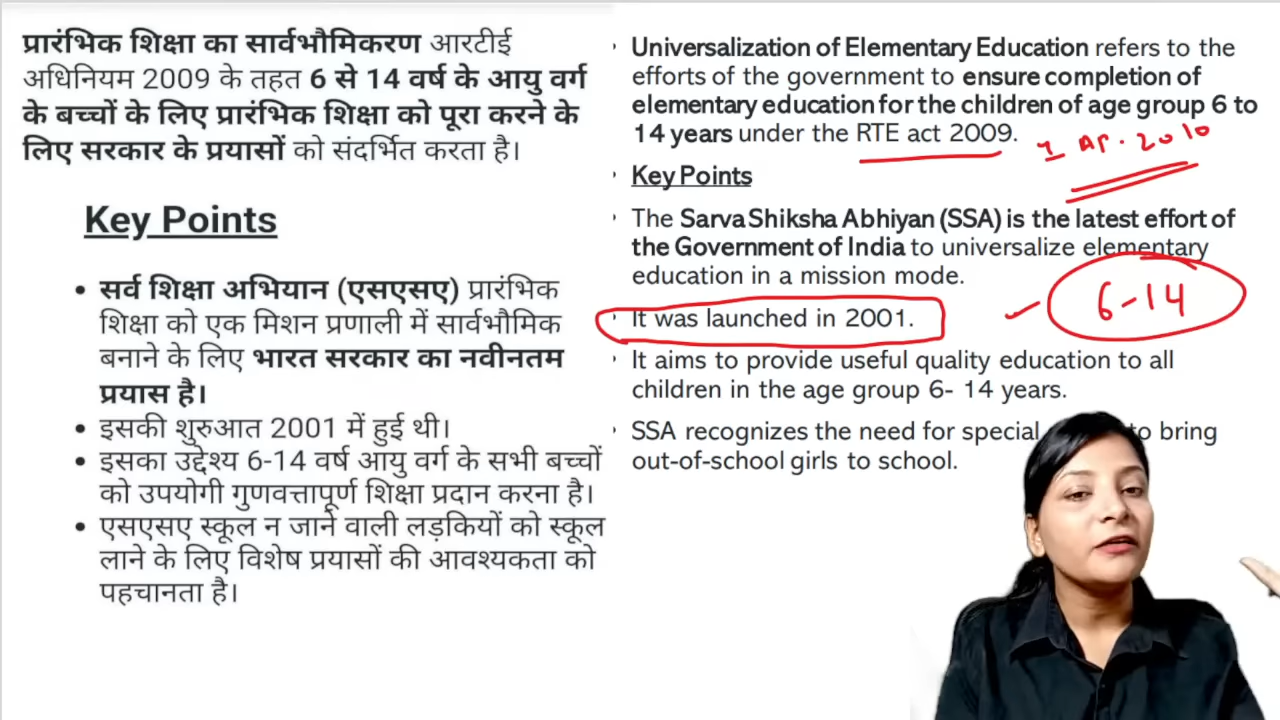 प्रारंभिक शिक्षा का सार्वभौमिकरण आरटीई
अधिनियम 2009 के तहत 6 से 14 वर्ष के आयु वर्ग
के बच्चों के लिए प्रारंभिक शिक्षा को पूरा करने के
लिए सरकार के प्रयासों को संदर्भित करता है।
Key Points
• सर्व शिक्षा अभियान (एसएसए) प्रारंभिक
शिक्षा को एक मिशन प्रणाली में सार्वभौमिक
बनाने के लिए भारत सरकार का नवीनतम
प्रयास है।
• इसकी शुरुआत 2001 में हुई थी।
• इसका उद्देश्य 6-14 वर्ष आयु वर्ग के सभी बच्चों
को उपयोगी गुणवत्तापूर्ण शिक्षा प्रदान करना है।
• एसएसए स्कूल न जाने वाली लड़कियों को स्कूल
लाने के लिए विशेष प्रयासों की आवश्यकता को
पहचानता है।
Universalization of Elementary Education refers to the
efforts of the government to ensure completion of
elementary education for the children of age group 6 to
14 years under the RTE act 2009.
1 Ap. 2010
Key Points
The Sarva Shiksha Abhiyan (SSA) is the latest effort of
the Government of India to universalize elementary
education in a mission mode.
6-14
It was launched in 2001.
It aims to provide useful quality education to all
children in the age group 6- 14 years.
SSA recognizes the need for special to bring
out-of-school girls to school.